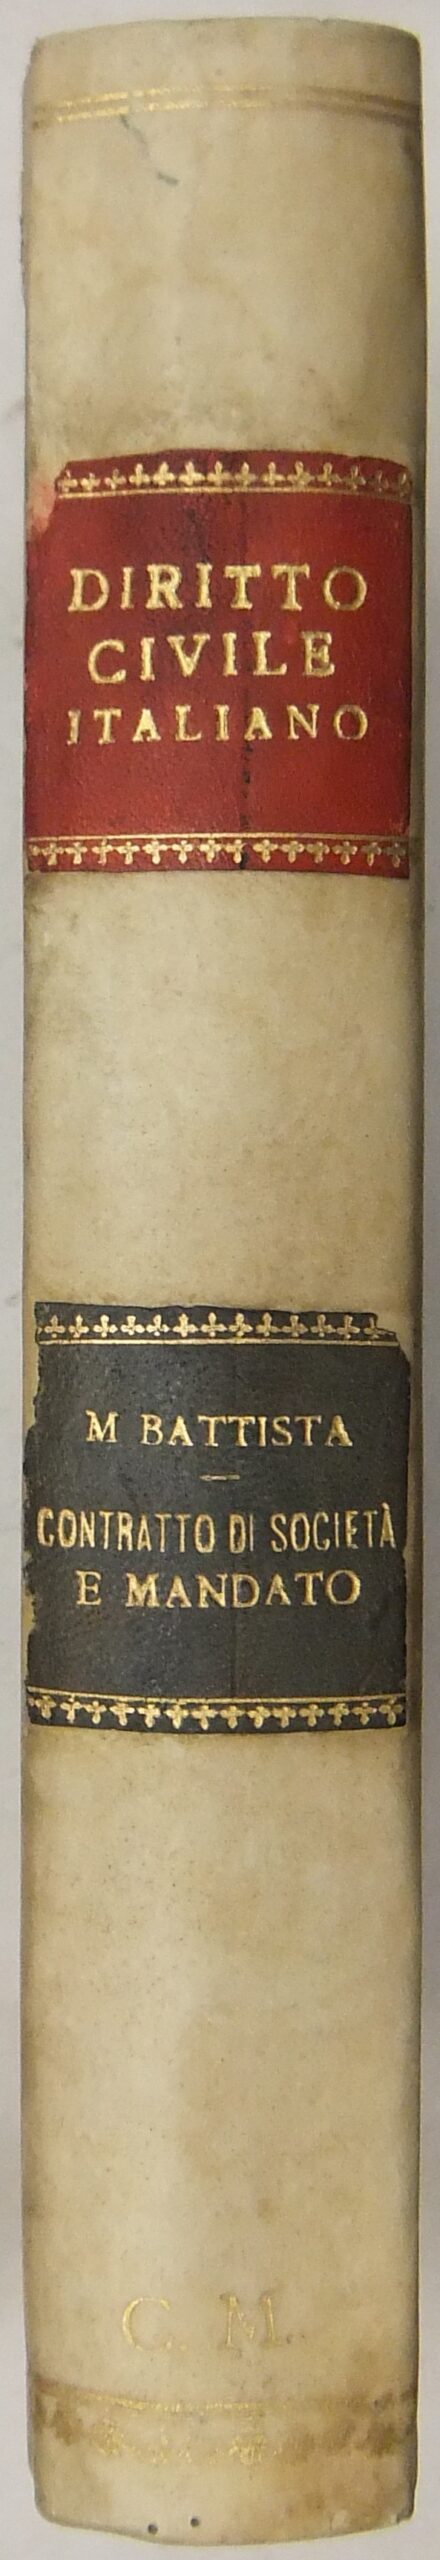 DIRITTO
CIVILE
ITALIANO
M BATTISTA
CONTRATTO DI SOCIETÀ
E MANDATO
C. M.